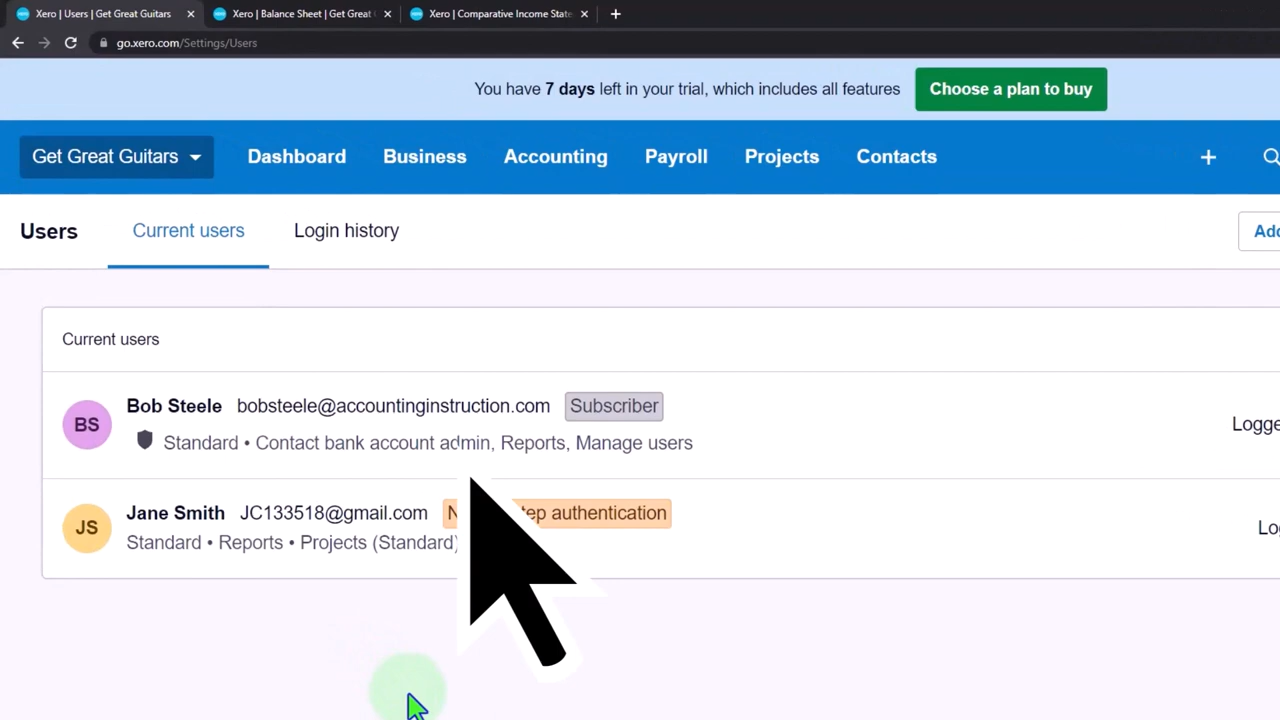 Xero | Users | Get Great Guitars
Xero | Balance Sheet | Get Great
Xero | Comparative Income State
go.xero.com/Settings/Users
You have 7 days left in your trial, which includes all features
Choose a plan to buy
Get Great Guitars
Dashboard
Business
Accounting
Payroll
Projects
Contacts
Users
Current users
Login history
Current users
BS
Bob Steele bobsteele@accountinginstruction.com Subscriber
Standard • Contact bank account admin, Reports, Manage users
JS
Jane Smith JC133518@gmail.com authentication
Standard • Reports • Projects (Standard)